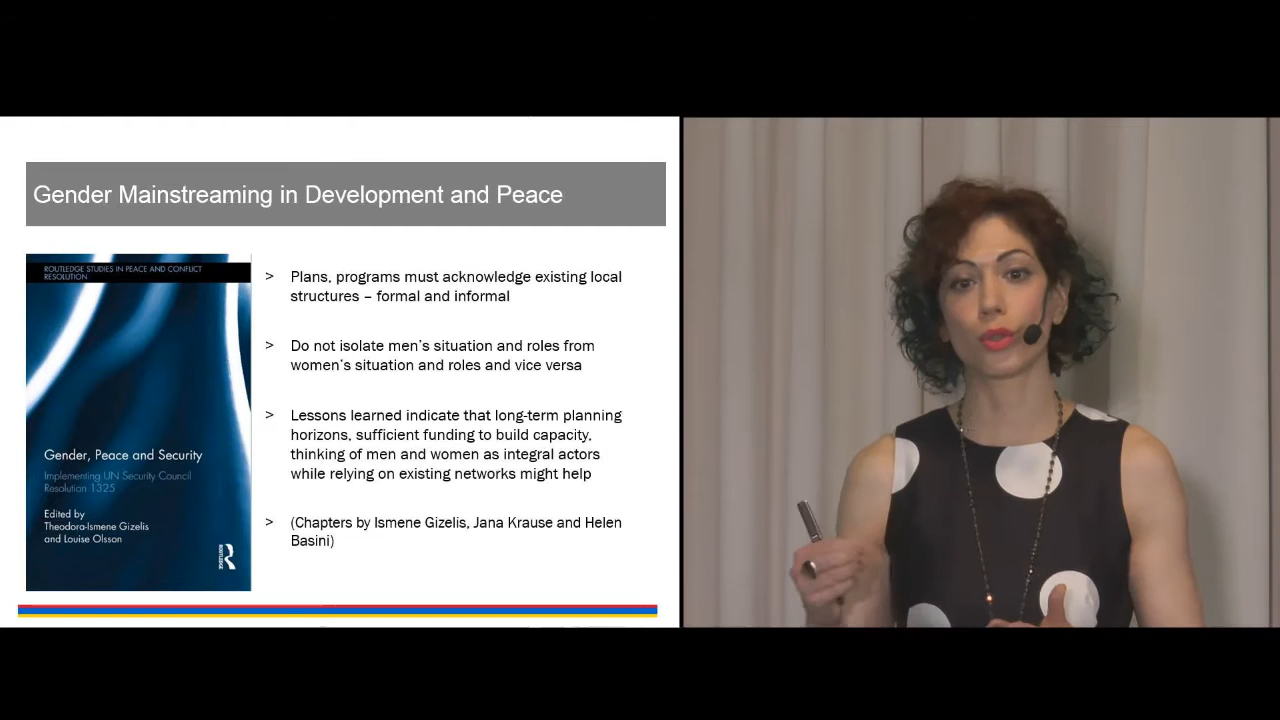 Gender Mainstreaming in Development and Peace
ROUTLEDGE STUDIES IN PEACE AND CONFLICT
RESOLUTION
Gender, Peace and Security
Implementing UN Security Council
Resolution 1325
Edited by
Theodora-Ismene Gizelis
and Louise Olsson
R
ROUTLEDGE
> Plans, programs must acknowledge existing local
structures – formal and informal
> Do not isolate men's situation and roles from
women's situation and roles and vice versa
> Lessons learned indicate that long-term planning
horizons, sufficient funding to build capacity,
thinking of men and women as integral actors
while relying on existing networks might help
> (Chapters by Ismene Gizelis, Jana Krause and Helen
Basini)